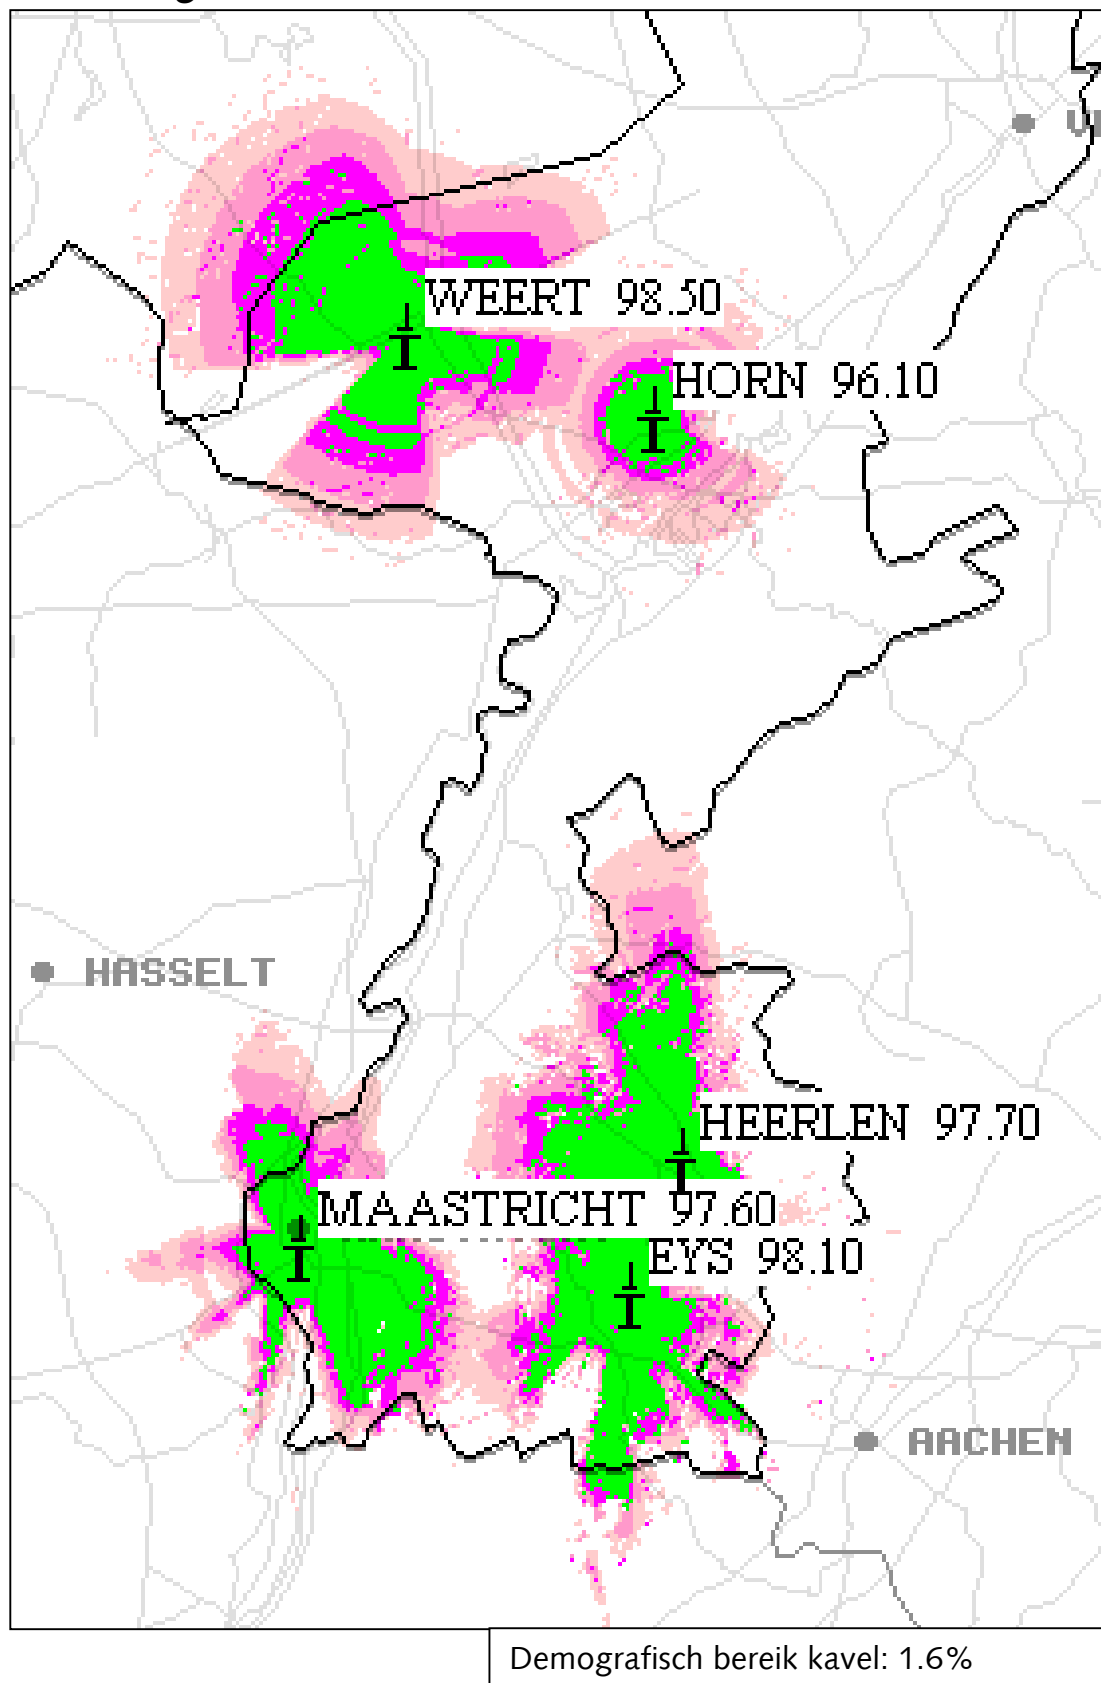 WEERT 98.50
HORN 96.10
HASSELT
HEERLEN 97.70
MAASTRICHT 97.60
EYS 98.10
AACHEN
Demografisch bereik kavel: 1.6%